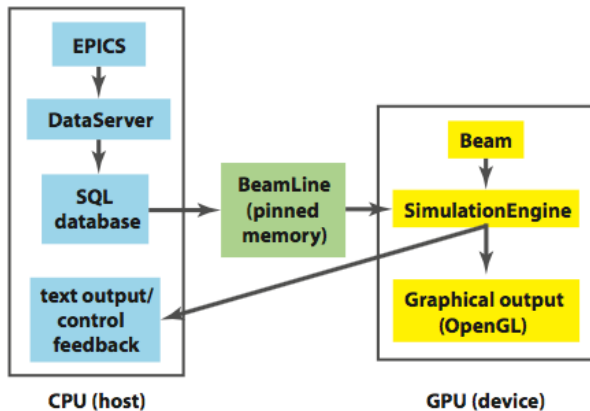 EPICS
DataServer
SQL
database
text output/
control
feedback
CPU (host)
BeamLine
(pinned
memory)
Beam
SimulationEngine
Graphical output
(OpenGL)
GPU (device)